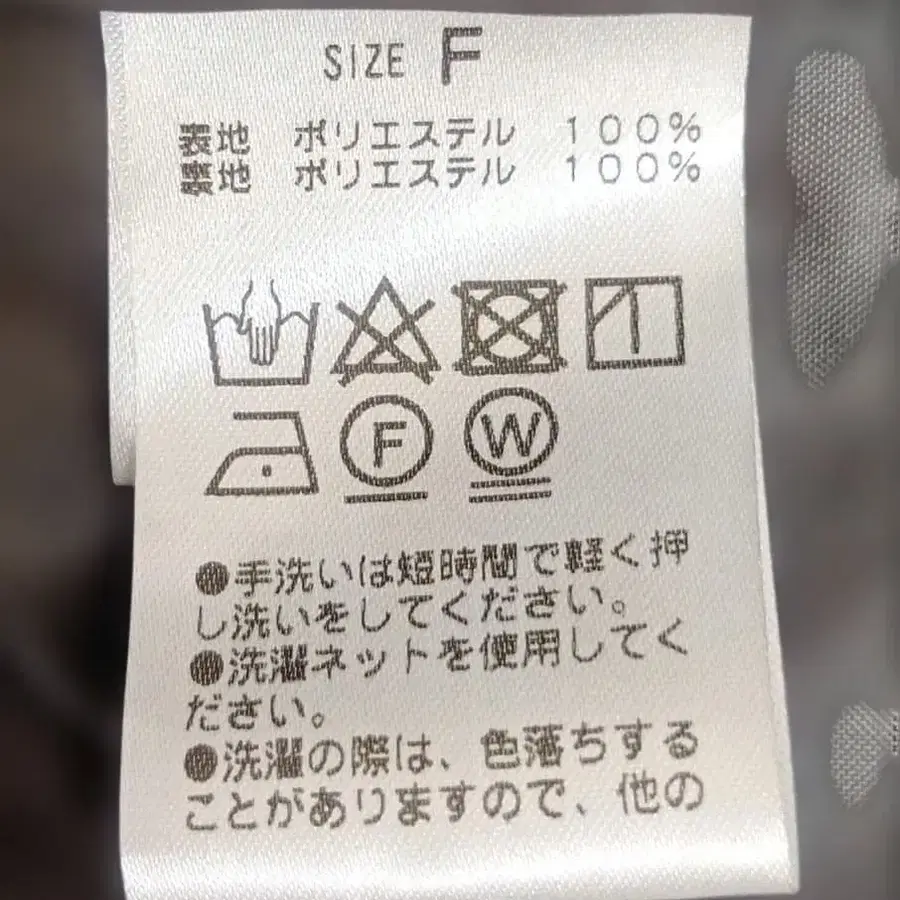 SIZE F
表地 ポリエステル 100%
裏地 ポリエステル 100%
F W
●手洗いは短時間で軽く押
し洗いをしてください。
●洗濯ネットを使用してく
ださい。
●洗濯の際は、色落ちする
ことがありますので、他の